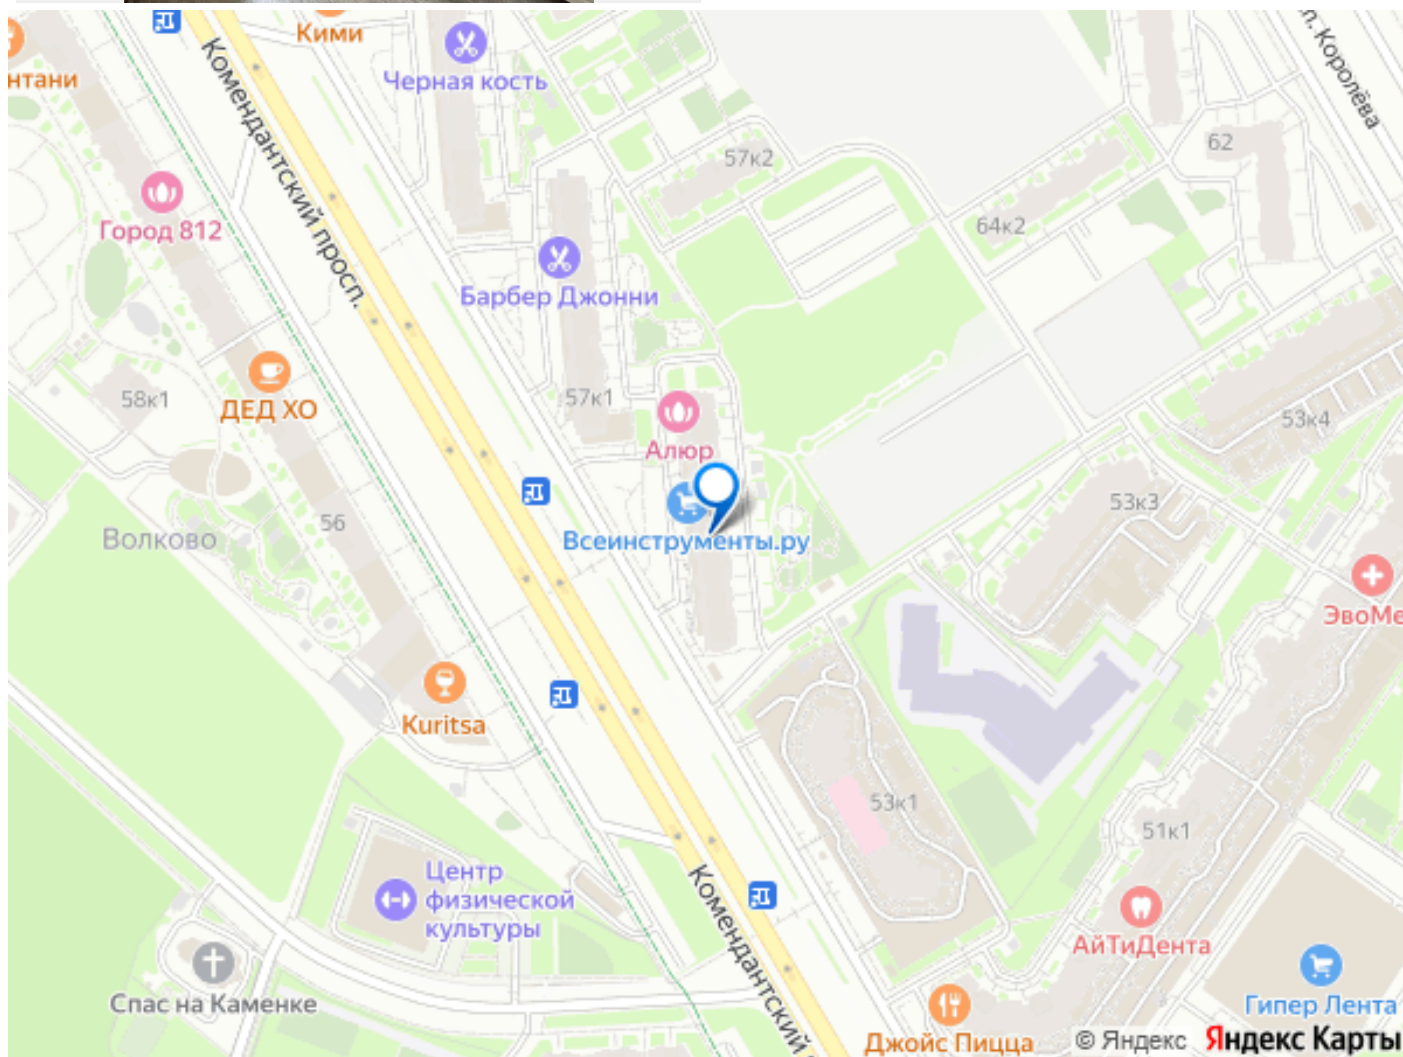 Кими
нтани
Черная кость
Комендантский просп.
Королёва
57к2
62
64к2
Город 812
Барбер Джонни
58к1
ДЕД ХО
57к1
Алюр
53к4
53к3
Волково
56
Всеинструменты.ру
ЭвоМе
Kuritsa
53к1
51к1
Центр
физической
культуры
Комендантский
АйТиДента
Спас на Каменке
Гипер Лента
Джойс Пицца
© Яндекс Яндекс Карты